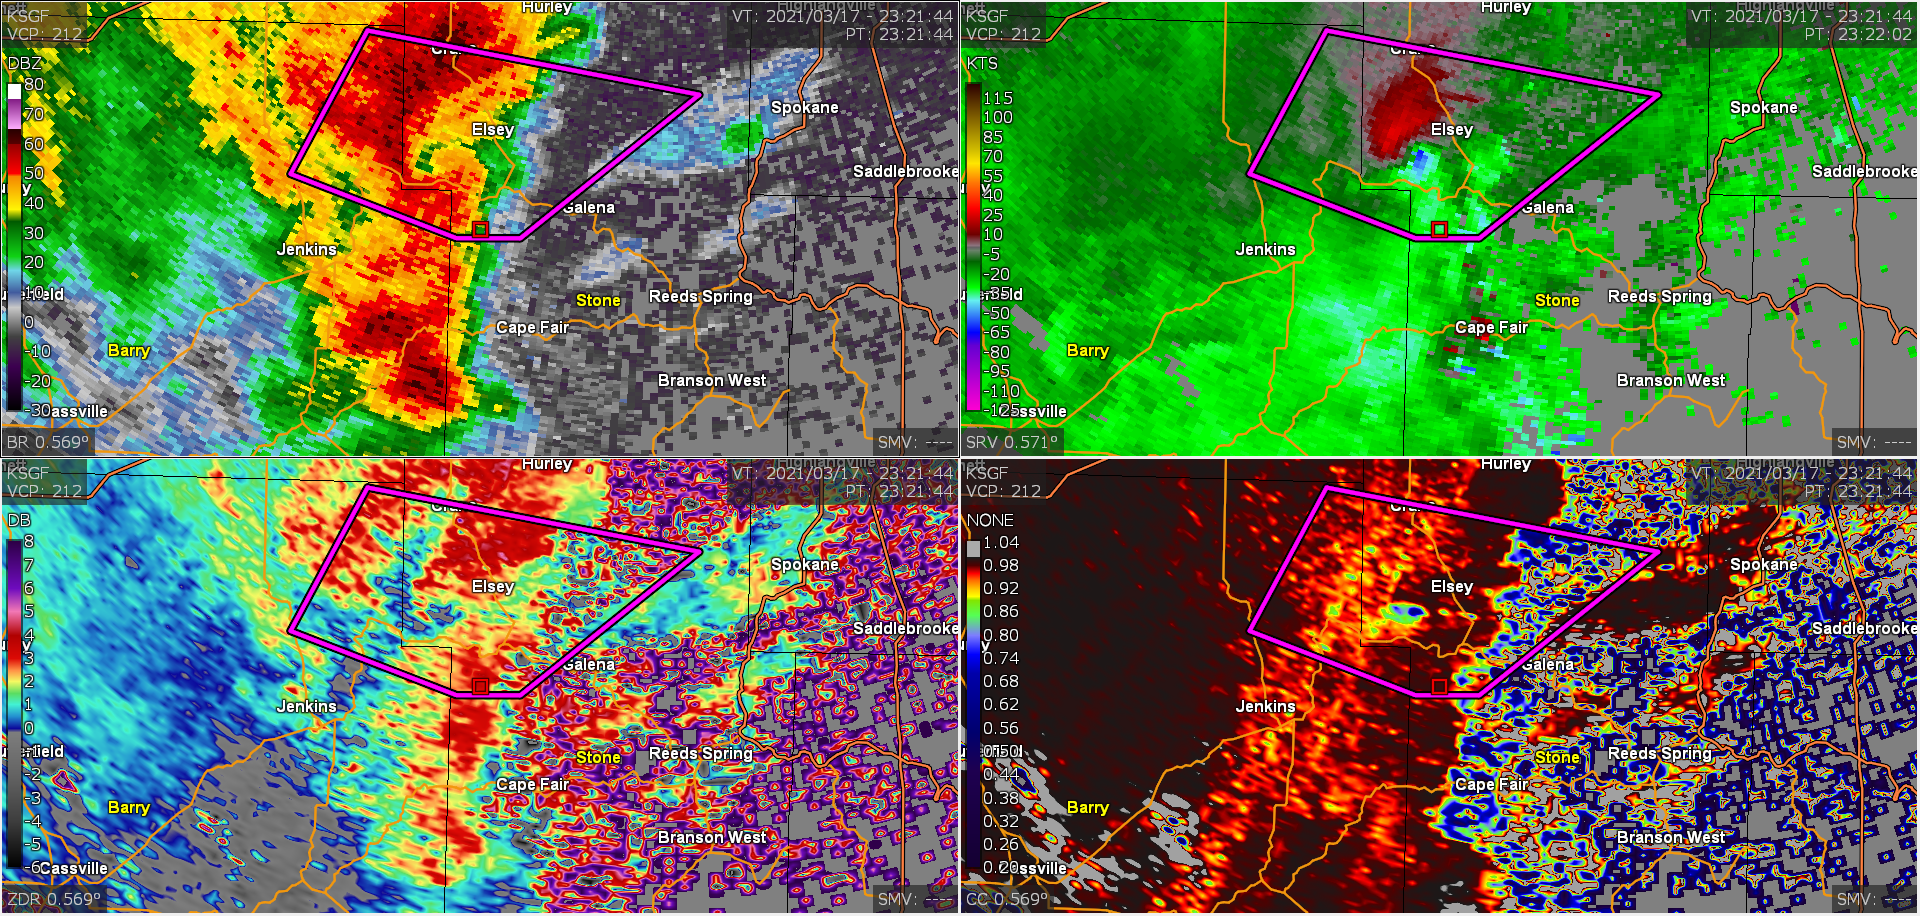 Hurley
KSGF
VCP: 212
VT: 2021/03/17 - 23:21:44
PT: 23:21:44
DBZ
80
70
60
50
40
30
20
10
0
-10
-20
-30
Elsey
Spokane
Saddlebrooke
Galena
Jenkins
Stone
Reeds Spring
Cape Fair
Barry
Branson West
assville
BR 0.569°
SMV: ----
Hurley
KSGF
VCP: 212
VT: 2021/03/17 - 23:21:44
PT: 23:22:02
KTS
115
100
85
70
55
40
25
10
-5
-20
-35
-50
-65
-80
-95
-110
-125
Elsey
Spokane
Saddlebrooke
Galena
Jenkins
Stone
Reeds Spring
Cape Fair
Barry
Branson West
ssville
SRV 0.571°
SMV: ----
Hurley
KSGF
VCP: 212
VT: 2021/03/17 - 23:21:44
PT: 23:21:44
DB
8
7
6
5
4
3
2
1
0
-1
-2
-3
-4
-5
-6
Elsey
Spokane
Saddlebrooke
Galena
Jenkins
Stone
Reeds Spring
Cape Fair
Barry
Branson West
Cassville
ZDR 0.569°
SMV: ----
Hurley
KSGF
VCP: 212
VT: 2021/03/17 - 23:21:44
PT: 23:21:44
NONE
1.04
0.98
0.92
0.86
0.80
0.74
0.68
0.62
0.56
0.50
0.44
0.38
0.32
0.26
0.20
Elsey
Spokane
Saddlebrooke
Galena
Jenkins
Stone
Reeds Spring
Cape Fair
Barry
Branson West
ssville
CC 0.569°
SMV: ----